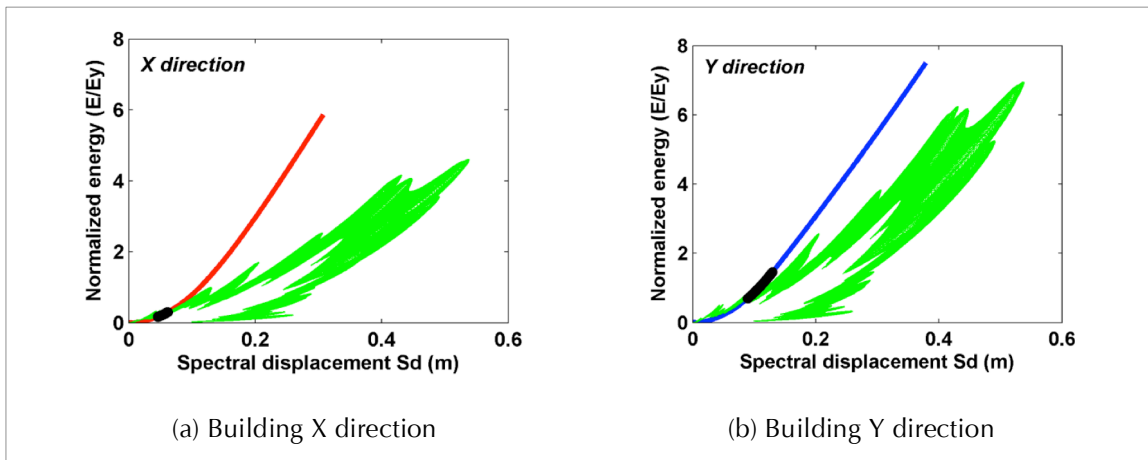 8
6
4
2
0
X direction
Normalized energy (E/Ey)
0
0.2
0.4
0.6
Spectral displacement Sd (m)
(a) Building X direction
8
6
4
2
0
Y direction
Normalized energy (E/Ey)
0
0.2
0.4
0.6
Spectral displacement Sd (m)
(b) Building Y direction